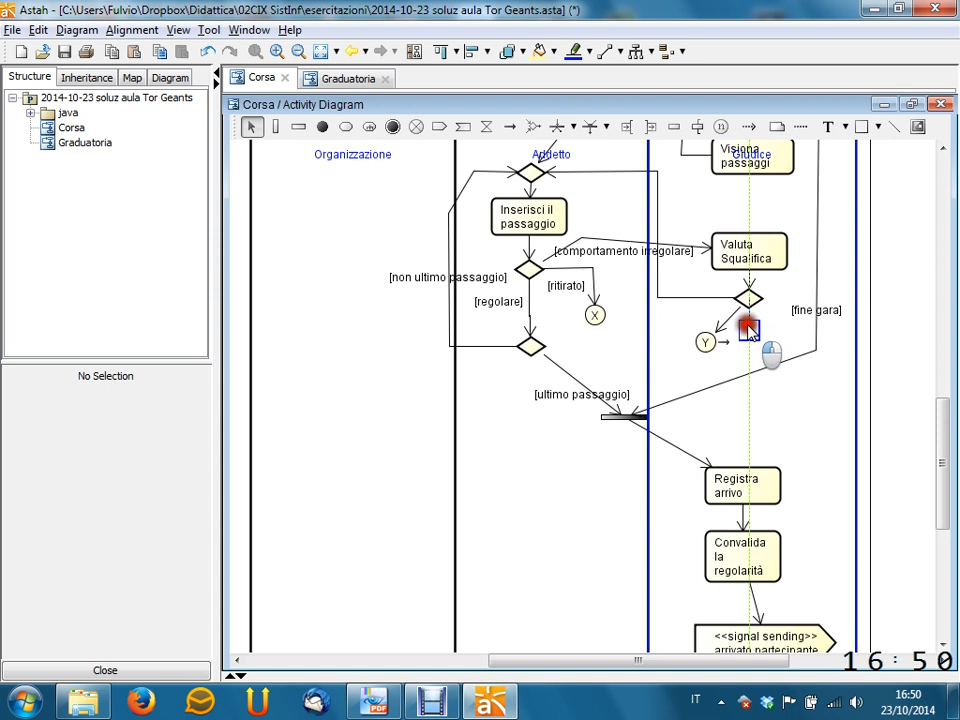 Astah - [C:\Users\Fulvio\Dropbox\Didattica\02CIX SistInf\esercitazioni\2014-10-23 soluz aula Tor Geants.asta] (*)
File Edit Diagram Alignment View Tool Window Help
Structure Inheritance Map Diagram
Corsa Graduatoria
2014-10-23 soluz aula Tor Geants
java
Corsa
Graduatoria
No Selection
Close
Corsa / Activity Diagram
T
Organizzazione Addetto Giudice
Visiona
passaggi
Inserisci il
passaggio
Valuta
Squalifica
[comportamento irregolare]
[non ultimo passaggio]
[ritirato]
[regolare]
[fine gara]
X
Y
[ultimo passaggio]
Registra
arrivo
Convalida
la
regolarità
<<signal sending>>
arrivato partecipante
16:50
IT
16:50
23/10/2014